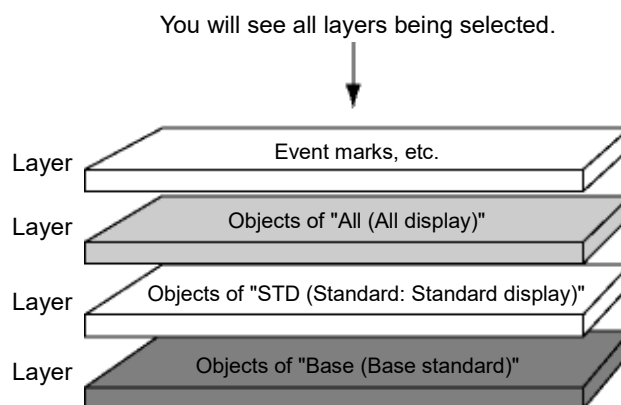 You will see all layers being selected.
Layer
Event marks, etc.
Layer
Objects of "All (All display)"
Layer
Objects of "STD (Standard: Standard display)"
Layer
Objects of "Base (Base standard)"